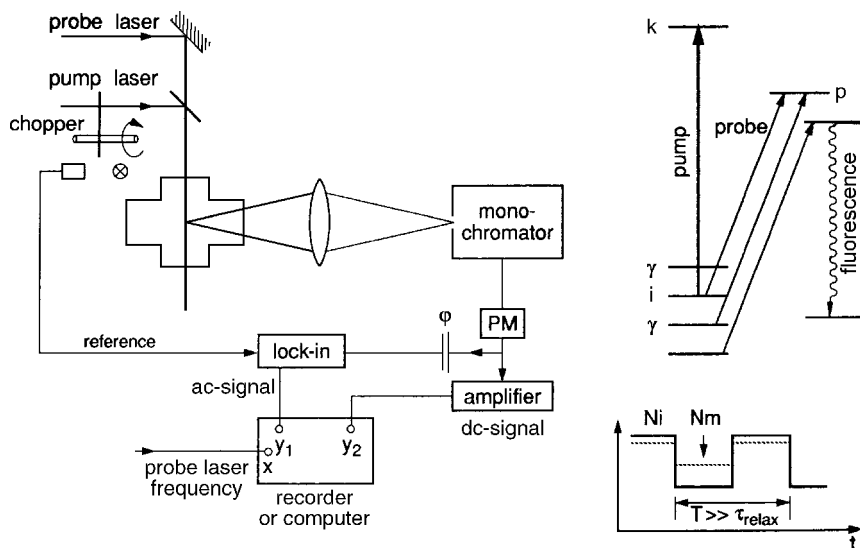 probe laser
pump laser
chopper
mono-
chromator
φ
PM
reference
lock-in
ac-signal
amplifier
dc-signal
y1
y2
x
probe laser
frequency
recorder
or computer
k
p
probe
pump
fluorescence
γ
i
γ
Ni
Nm
T>> τrelax
t